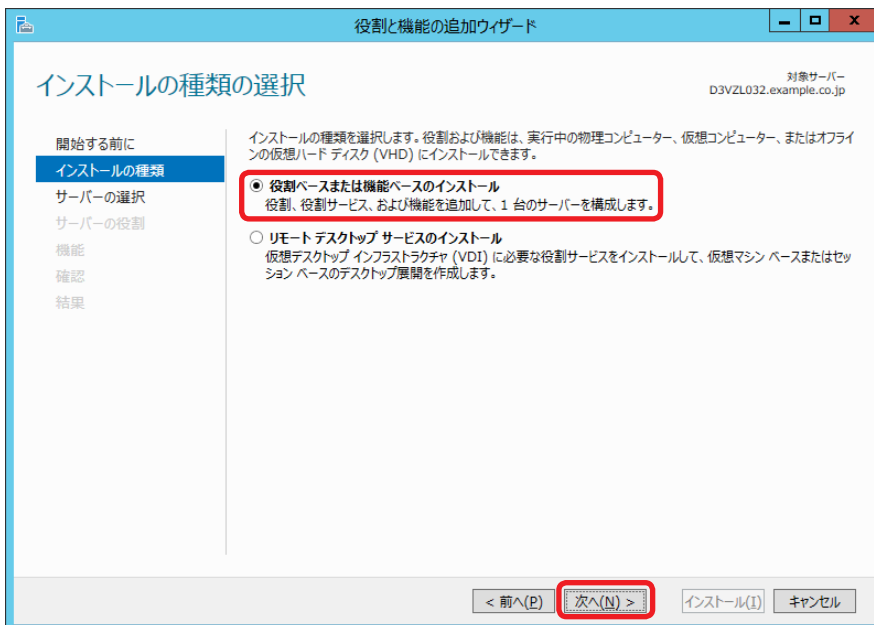 役割と機能の追加ウィザード
インストールの種類の選択
対象サーバー
D3VZL032.example.co.jp
開始する前に
インストールの種類
サーバーの選択
サーバーの役割
機能
確認
結果
インストールの種類を選択します。役割および機能は、実行中の物理コンピューター、仮想コンピューター、またはオフライ
ンの仮想ハード ディスク (VHD) にインストールできます。
役割ベースまたは機能ベースのインストール
役割、役割サービス、および機能を追加して、1 台のサーバーを構成します。
リモート デスクトップ サービスのインストール
仮想デスクトップ インフラストラクチャ (VDI) に必要な役割サービスをインストールして、仮想マシン ベースまたはセッ
ション ベースのデスクトップ展開を作成します。
< 前へ(P) 次へ(N) > インストール(I) キャンセル